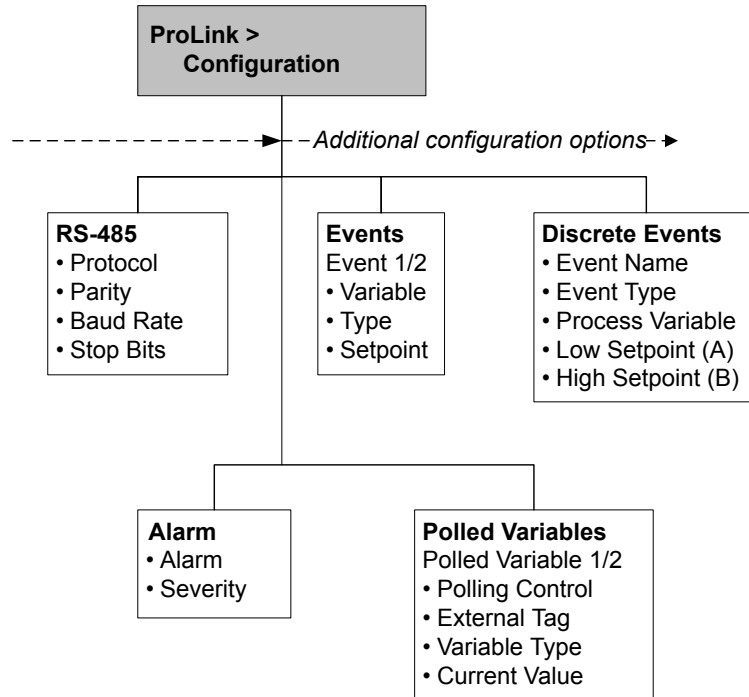 ProLink >
Configuration
Additional configuration options
RS-485
• Protocol
• Parity
• Baud Rate
• Stop Bits
Events
Event 1/2
• Variable
• Type
• Setpoint
Discrete Events
• Event Name
• Event Type
• Process Variable
• Low Setpoint (A)
• High Setpoint (B)
Alarm
• Alarm
• Severity
Polled Variables
Polled Variable 1/2
• Polling Control
• External Tag
• Variable Type
• Current Value